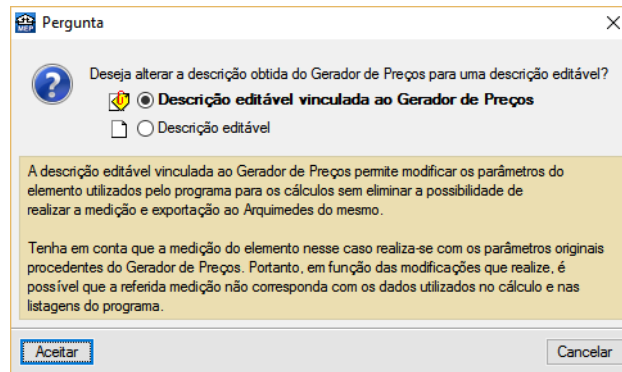 MEP Pergunta
Deseja alterar a descrição obtida do Gerador de Preços para uma descrição editável?
Descrição editável vinculada ao Gerador de Preços
Descrição editável
A descrição editável vinculada ao Gerador de Preços permite modificar os parâmetros do
elemento utilizados pelo programa para os cálculos sem eliminar a possibilidade de
realizar a medição e exportação ao Arquimedes do mesmo.
Tenha em conta que a medição do elemento nesse caso realiza-se com os parâmetros originais
procedentes do Gerador de Preços. Portanto, em função das modificações que realize, é
possível que a referida medição não corresponda com os dados utilizados no cálculo e nas
listagens do programa.
Aceitar
Cancelar